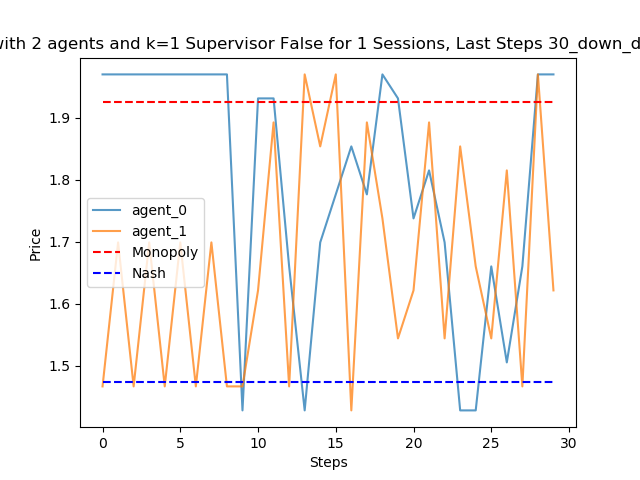 with 2 agents and k=1 Supervisor False for 1 Sessions, Last Steps 30_down_d
1.9
1.8
1.7
1.6
1.5
Price
agent_0
agent_1
Monopoly
Nash
0 5 10 15 20 25 30
Steps